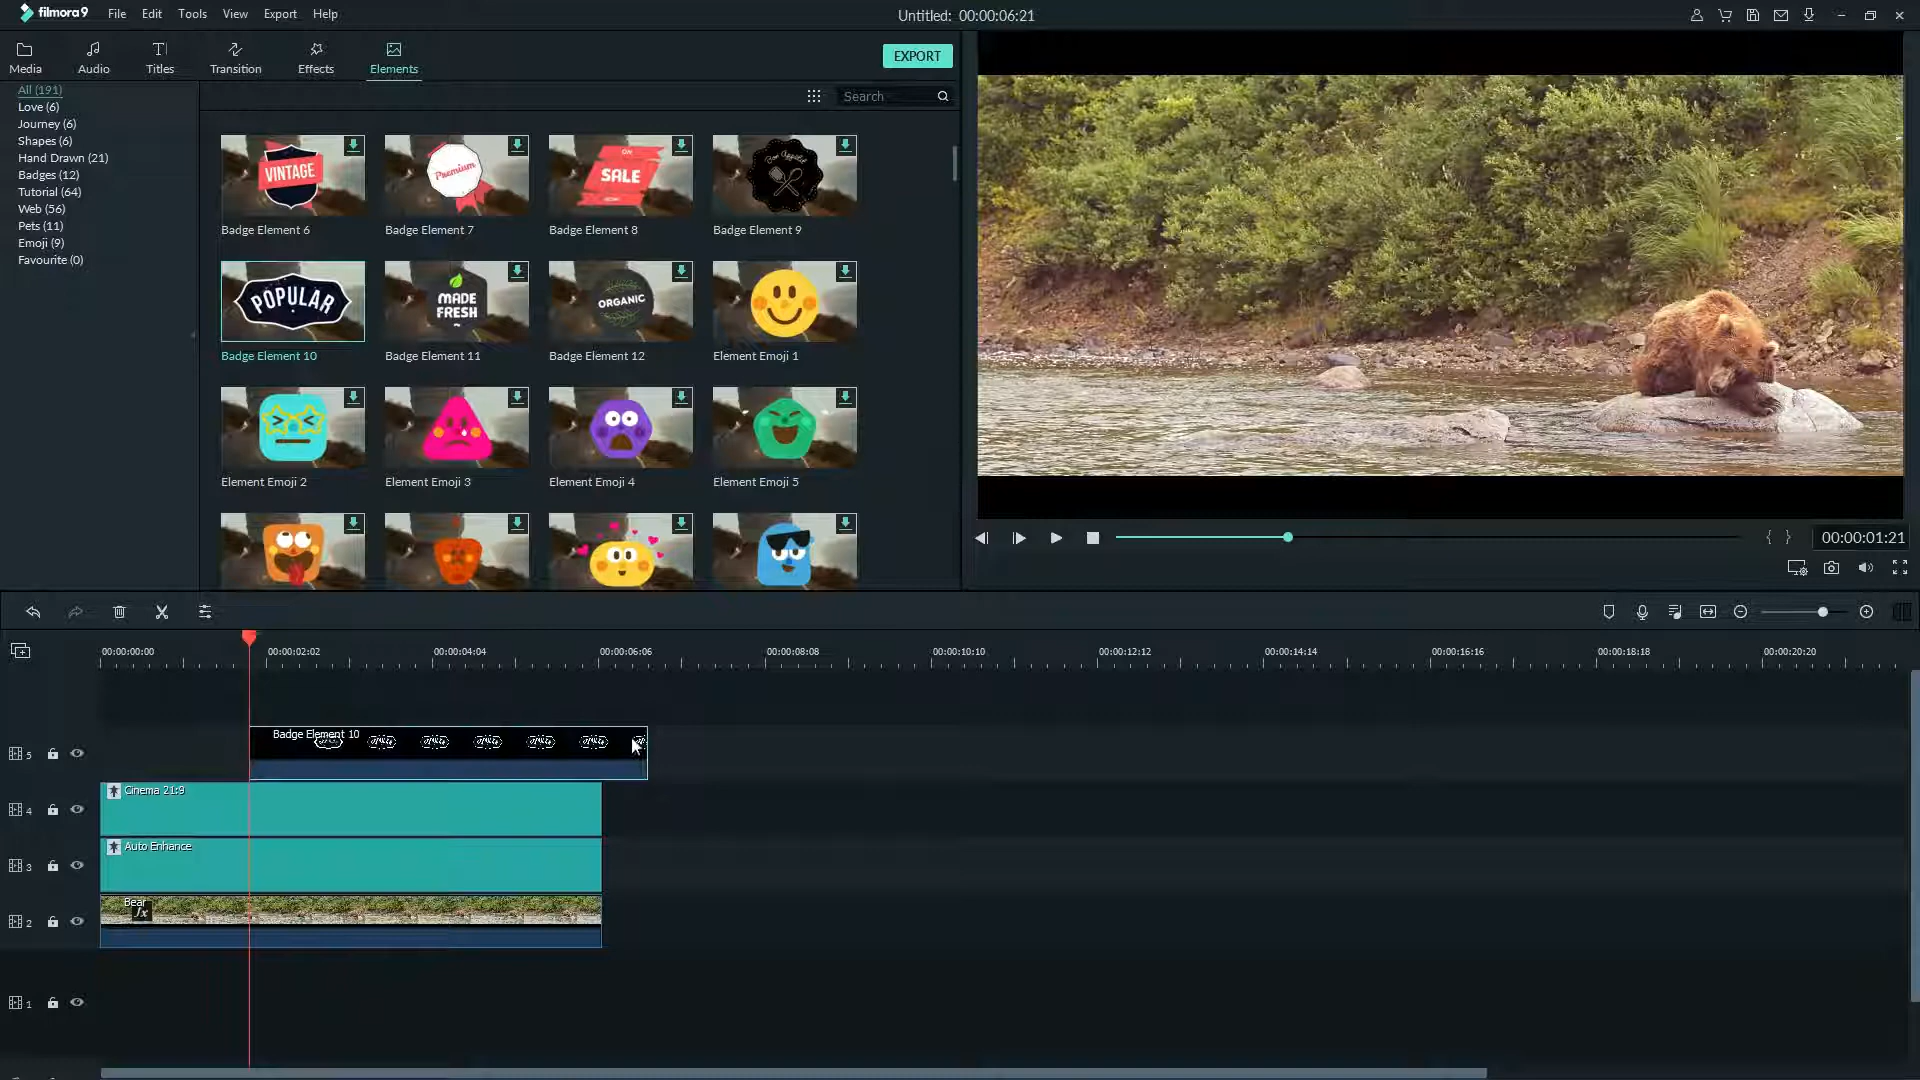 filmora9
File
Edit
Tools
View
Export
Help
Untitled: 00:00:06:21
Media
Audio
Titles
Transition
Effects
Elements
EXPORT
All (191)
Love (6)
Journey (6)
Shapes (6)
Hand Drawn (21)
Badges (12)
Tutorial (64)
Web (56)
Pets (11)
Emoji (9)
Favourite (0)
Search
VINTAGE
Premium
ON
SALE
NOW
Bon Appetit
Badge Element 6
Badge Element 7
Badge Element 8
Badge Element 9
POPULAR
MADE
FRESH
ORGANIC
Badge Element 10
Badge Element 11
Badge Element 12
Element Emoji 1
Element Emoji 2
Element Emoji 3
Element Emoji 4
Element Emoji 5
00:00:01:21
00:00:00:00
00:00:02:02
00:00:04:04
00:00:06:06
00:00:08:08
00:00:10:10
00:00:12:12
00:00:14:14
00:00:16:16
00:00:18:18
00:00:20:20
Badge Element 10
5
Cinema 21:9
4
Auto Enhance
3
Bear
fx
2
1